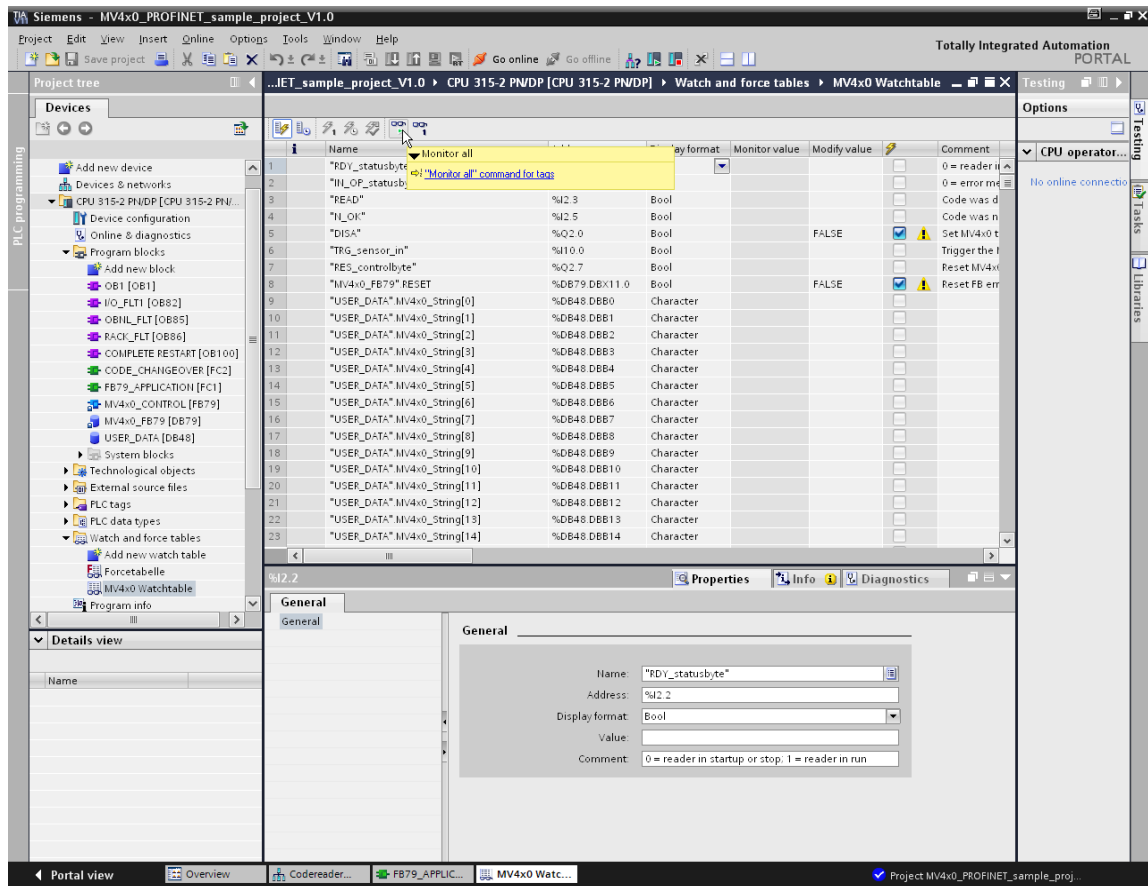 Siemens - MV4x0_PROFINET_sample_project_V1.0
Project Edit View Insert Online Options Tools Window Help
Totally Integrated Automation
PORTAL
Save project Go online Go offline
Project tree
...IET_sample_project_V1.0 CPU 315-2 PN/DP [CPU 315-2 PN/DP] Watch and force tables MV4x0 Watchtable
Testing
Devices
Options
PLC programming
Testing
Tasks
Libraries
CPU operator...
No online connectio
Add new device
Devices & networks
CPU 315-2 PN/DP [CPU 315-2 PN/...
Device configuration
Online & diagnostics
Program blocks
Add new block
OB1 [OB1]
I/O_FLT1 [OB82]
OBNL_FLT [OB85]
RACK_FLT [OB86]
COMPLETE RESTART [OB100]
CODE_CHANGEOVER [FC2]
FB79_APPLICATION [FC1]
MV4x0_CONTROL [FB79]
MV4x0_FB79 [DB79]
USER_DATA [DB48]
System blocks
Technological objects
External source files
PLC tags
PLC data types
Watch and force tables
Add new watch table
Forcetabelle
MV4x0 Watchtable
Program info
Details view
Name
i Name Display format Monitor value Modify value Comment
Monitor all
"Monitor all" command for tags
1 "RDY_statusbyte 0 = reader in
2 "IN_OP_statusb 0 = error me
3 "READ" %I2.3 Bool Code was d
4 "N_OK" %I2.5 Bool Code was n
5 "DISA" %Q2.0 Bool FALSE Set MV4x0 t
6 "TRG_sensor_in" %I10.0 Bool Trigger the
7 "RES_controlbyte" %Q2.7 Bool Reset MV4x
8 "MV4x0_FB79".RESET %DB79.DBX11.0 Bool FALSE Reset FB err
9 "USER_DATA".MV4x0_String[0] %DB48.DBB0 Character
10 "USER_DATA".MV4x0_String[1] %DB48.DBB1 Character
11 "USER_DATA".MV4x0_String[2] %DB48.DBB2 Character
12 "USER_DATA".MV4x0_String[3] %DB48.DBB3 Character
13 "USER_DATA".MV4x0_String[4] %DB48.DBB4 Character
14 "USER_DATA".MV4x0_String[5] %DB48.DBB5 Character
15 "USER_DATA".MV4x0_String[6] %DB48.DBB6 Character
16 "USER_DATA".MV4x0_String[7] %DB48.DBB7 Character
17 "USER_DATA".MV4x0_String[8] %DB48.DBB8 Character
18 "USER_DATA".MV4x0_String[9] %DB48.DBB9 Character
19 "USER_DATA".MV4x0_String[10] %DB48.DBB10 Character
20 "USER_DATA".MV4x0_String[11] %DB48.DBB11 Character
21 "USER_DATA".MV4x0_String[12] %DB48.DBB12 Character
22 "USER_DATA".MV4x0_String[13] %DB48.DBB13 Character
23 "USER_DATA".MV4x0_String[14] %DB48.DBB14 Character
%I2.2
Properties Info Diagnostics
General
General
General
Name: "RDY_statusbyte"
Address: %I2.2
Display format: Bool
Value:
Comment: 0 = reader in startup or stop; 1 = reader in run
Portal view Overview Codereader... FB79_APPLIC... MV4x0 Watc... Project MV4x0_PROFINET_sample_proj...